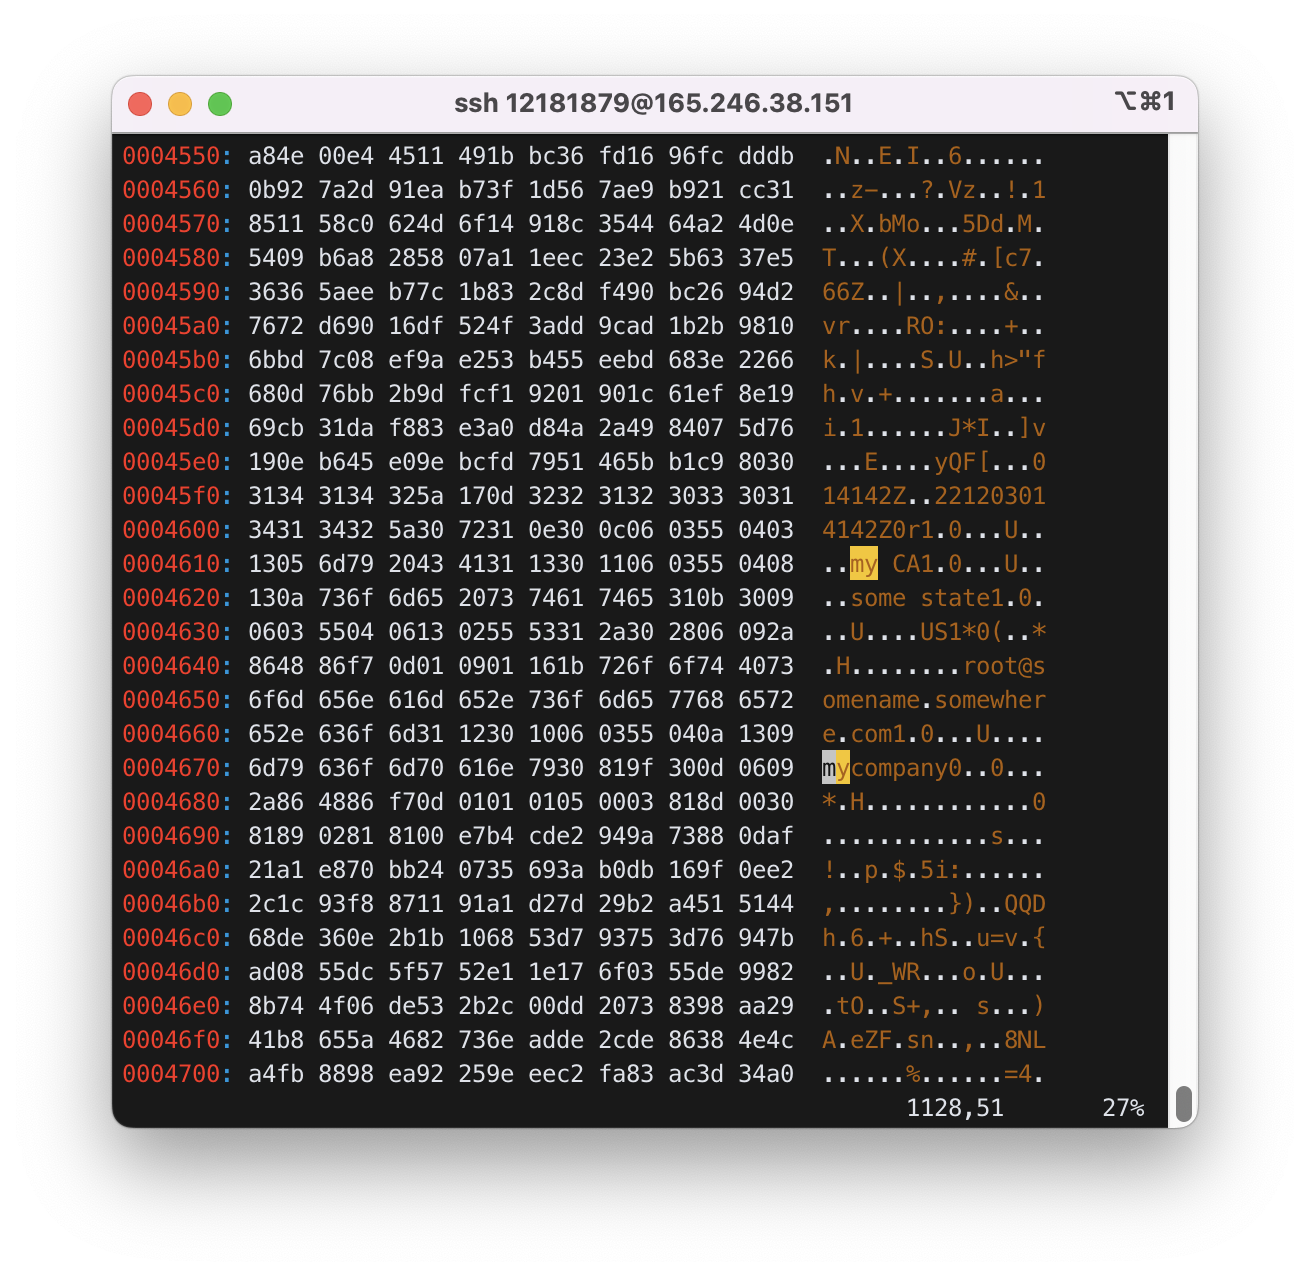 ssh 12181879@165.246.38.151 ⌥⌘1
0004550: a84e 00e4 4511 491b bc36 fd16 96fc dddb  .N..E.I..6......
0004560: 0b92 7a2d 91ea b73f 1d56 7ae9 b921 cc31  ..z-...?.Vz..!.1
0004570: 8511 58c0 624d 6f14 918c 3544 64a2 4d0e  ..X.bMo...5Dd.M.
0004580: 5409 b6a8 2858 07a1 1eec 23e2 5b63 37e5  T...(X....#.[c7.
0004590: 3636 5aee b77c 1b83 2c8d f490 bc26 94d2  66Z..|..,....&..
00045a0: 7672 d690 16df 524f 3add 9cad 1b2b 9810  vr....RO:....+..
00045b0: 6bbd 7c08 ef9a e253 b455 eebd 683e 2266  k.|....S.U..h>"f
00045c0: 680d 76bb 2b9d fcf1 9201 901c 61ef 8e19  h.v.+.......a...
00045d0: 69cb 31da f883 e3a0 d84a 2a49 8407 5d76  i.1......J*I..]v
00045e0: 190e b645 e09e bcfd 7951 465b b1c9 8030  ...E....yQF[...0
00045f0: 3134 3134 325a 170d 3232 3132 3033 3031  14142Z..22120301
0004600: 3431 3432 5a30 7231 0e30 0c06 0355 0403  4142Z0r1.0...U..
0004610: 1305 6d79 2043 4131 1330 1106 0355 0408  ..my CA1.0...U..
0004620: 130a 736f 6d65 2073 7461 7465 310b 3009  ..some state1.0.
0004630: 0603 5504 0613 0255 5331 2a30 2806 092a  ..U....US1*0(..*
0004640: 8648 86f7 0d01 0901 161b 726f 6f74 4073  .H........root@s
0004650: 6f6d 656e 616d 652e 736f 6d65 7768 6572  omename.somewher
0004660: 652e 636f 6d31 1230 1006 0355 040a 1309  e.com1.0...U....
0004670: 6d79 636f 6d70 616e 7930 819f 300d 0609  mycompany0..0...
0004680: 2a86 4886 f70d 0101 0105 0003 818d 0030  *.H............0
0004690: 8189 0281 8100 e7b4 cde2 949a 7388 0daf  ............s...
00046a0: 21a1 e870 bb24 0735 693a b0db 169f 0ee2  !..p.$.5i:......
00046b0: 2c1c 93f8 8711 91a1 d27d 29b2 a451 5144  ,........})..QQD
00046c0: 68de 360e 2b1b 1068 53d7 9375 3d76 947b  h.6.+..hS..u=v.{
00046d0: ad08 55dc 5f57 52e1 1e17 6f03 55de 9982  ..U._WR...o.U...
00046e0: 8b74 4f06 de53 2b2c 00dd 2073 8398 aa29  .tO..S+,.. s...)
00046f0: 41b8 655a 4682 736e adde 2cde 8638 4e4c  A.eZF.sn..,..8NL
0004700: a4fb 8898 ea92 259e eec2 fa83 ac3d 34a0  ......%......=4.
1128,51 27%